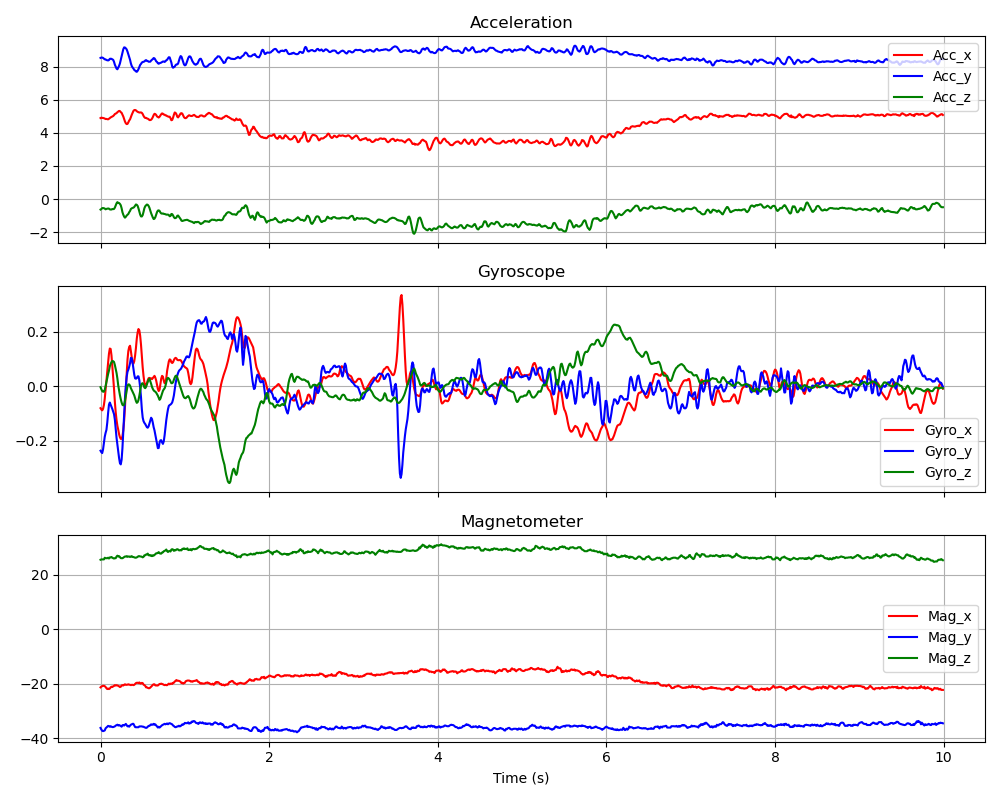 Acceleration
8
6
4
2
0
−2
Acc_x
Acc_y
Acc_z
Gyroscope
0.2
0.0
−0.2
Gyro_x
Gyro_y
Gyro_z
Magnetometer
20
0
−20
−40
Mag_x
Mag_y
Mag_z
0 2 4 6 8 10
Time (s)